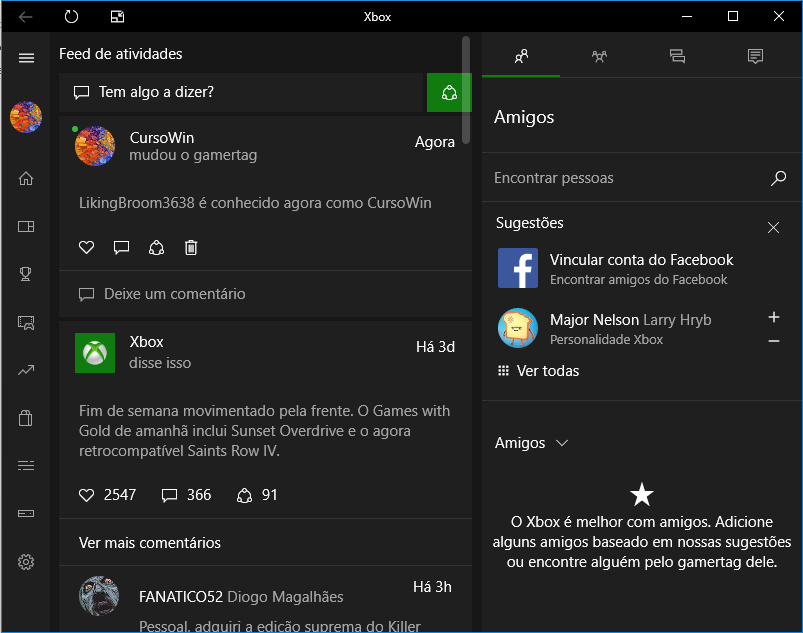 Xbox
Feed de atividades
Tem algo a dizer?
CursoWin
Agora
mudou o gamertag
LikingBroom3638 é conhecido agora como CursoWin
Deixe um comentário
Xbox
Há 3d
disse isso
Fim de semana movimentado pela frente. O Games with
Gold de amanhã inclui Sunset Overdrive e o agora
retrocompatível Saints Row IV.
2547 366 91
Ver mais comentários
Há 3h
FANATICO52 Diogo Magalhães
Pessoal, adquiri a edição suprema do Killer
Amigos
Encontrar pessoas
Sugestões
Vincular conta do Facebook
Encontrar amigos do Facebook
Major Nelson Larry Hryb
Personalidade Xbox
Ver todas
Amigos
O Xbox é melhor com amigos. Adicione
alguns amigos baseado em nossas sugestões
ou encontre alguém pelo gamertag dele.